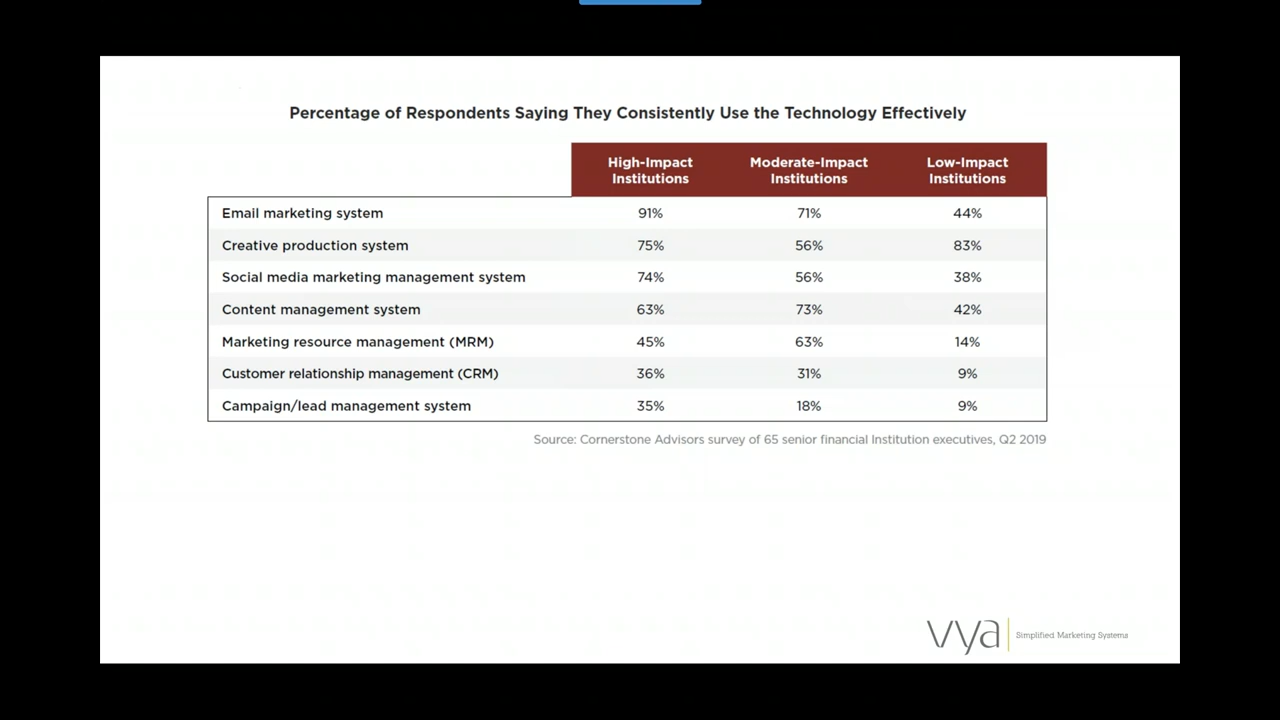 Percentage of Respondents Saying They Consistently Use the Technology Effectively
High-Impact Institutions Moderate-Impact Institutions Low-Impact Institutions
Email marketing system 91% 71% 44%
Creative production system 75% 56% 83%
Social media marketing management system 74% 56% 38%
Content management system 63% 73% 42%
Marketing resource management (MRM) 45% 63% 14%
Customer relationship management (CRM) 36% 31% 9%
Campaign/lead management system 35% 18% 9%
Source: Cornerstone Advisors survey of 65 senior financial Institution executives, Q2 2019
vya Simplified Marketing Systems